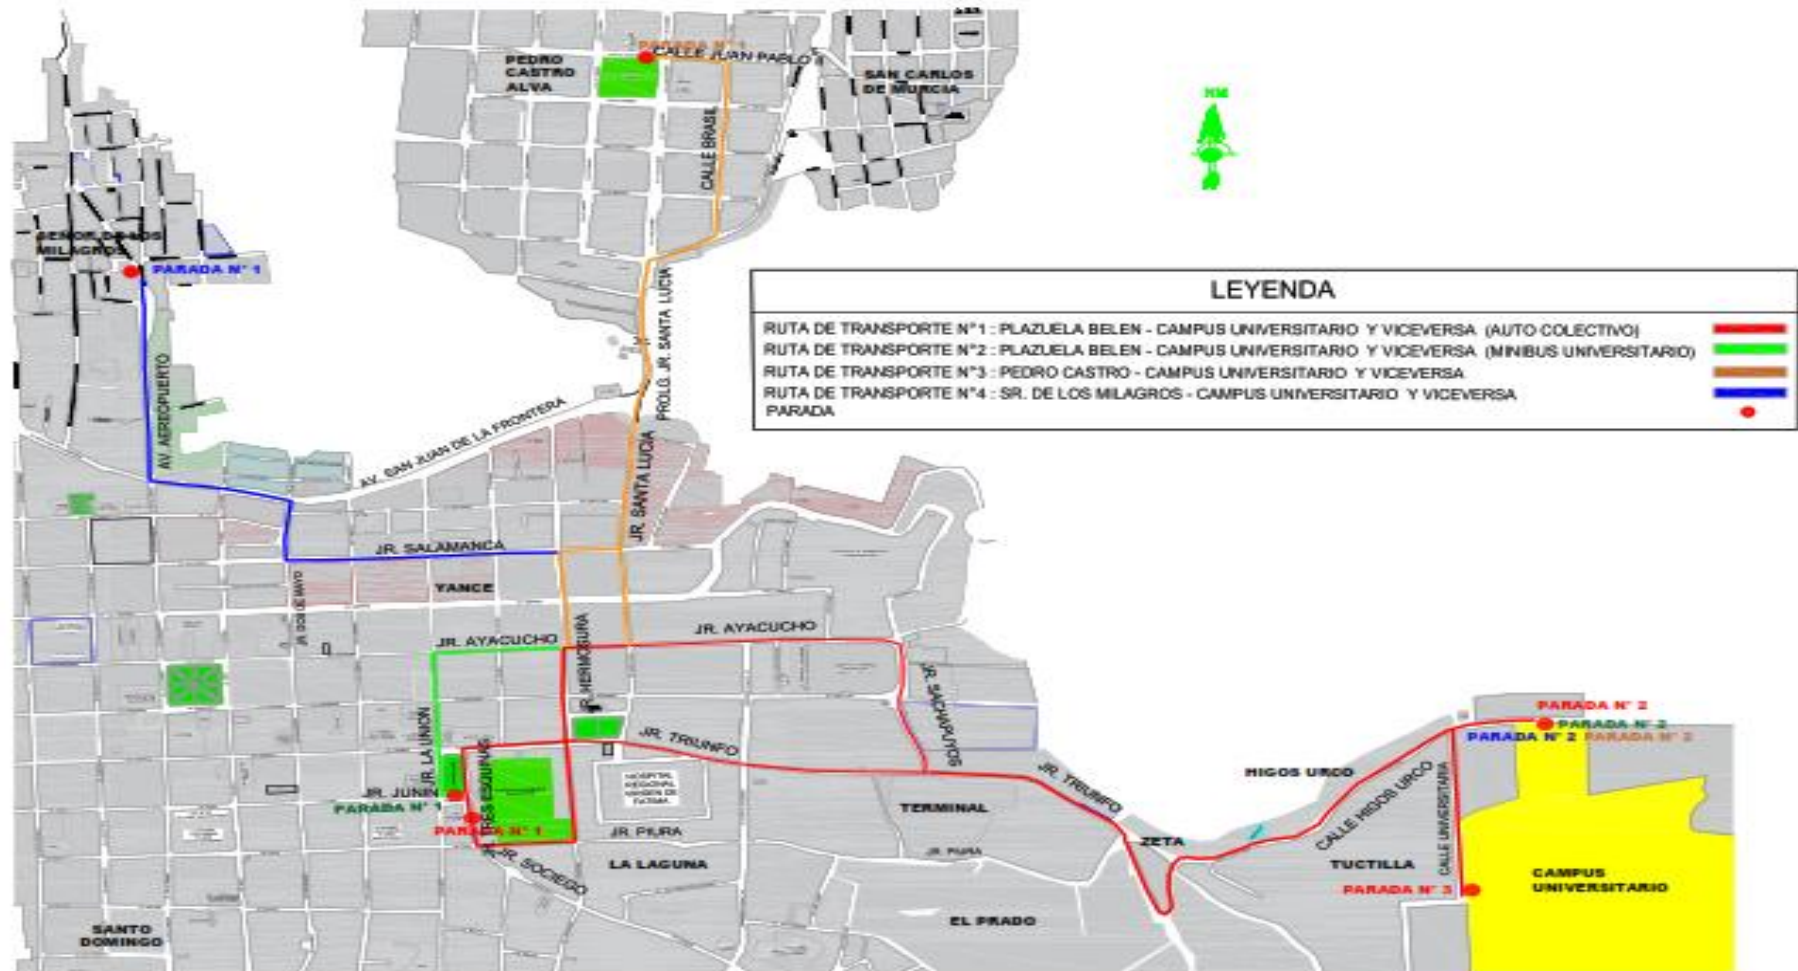 PARADA N° 1
CALLE JUAN PABLO II
PEDRO
CASTRO
ALVA
SAN CARLOS
DE MURCIA
NM
CALLE BRASIL
SEÑOR DE LOS
MILAGROS
PARADA N° 1
PROLG. JR. SANTA LUCIA
LEYENDA
RUTA DE TRANSPORTE N°1 : PLAZUELA BELEN - CAMPUS UNIVERSITARIO Y VICEVERSA (AUTO COLECTIVO)
RUTA DE TRANSPORTE N°2 : PLAZUELA BELEN - CAMPUS UNIVERSITARIO Y VICEVERSA (MINIBUS UNIVERSITARIO)
RUTA DE TRANSPORTE N°3 : PEDRO CASTRO - CAMPUS UNIVERSITARIO Y VICEVERSA
RUTA DE TRANSPORTE N°4 : SR. DE LOS MILAGROS - CAMPUS UNIVERSITARIO Y VICEVERSA
PARADA
AV. AEREOPUERTO
AV. SAN JUAN DE LA FRONTERA
JR. SANTA LUCIA
JR. SALAMANCA
YANCE
JR. DOS DE MAYO
JR. AYACUCHO
JR. HERMOSURA
JR. AYACUCHO
JR. SACHAPUYOS
JR. LA UNION
JR. TRES ESQUINAS
JR. TRIUNFO
JR. TRIUNFO
HOSPITAL
REGIONAL
VIRGEN DE
FATIMA
JR. JUNIN
PARADA N° 1
PARADA N° 1
JR. PIURA
JR. SOCIEGO
LA LAGUNA
TERMINAL
JR. PIURA
ZETA
EL PRADO
SANTO
DOMINGO
HIGOS URCO
CALLE HIGOS URCO
CALLE UNIVERSITARIA
TUCTILLA
PARADA N° 2
PARADA N° 2
PARADA N° 2
PARADA N° 2
PARADA N° 3
CAMPUS
UNIVERSITARIO